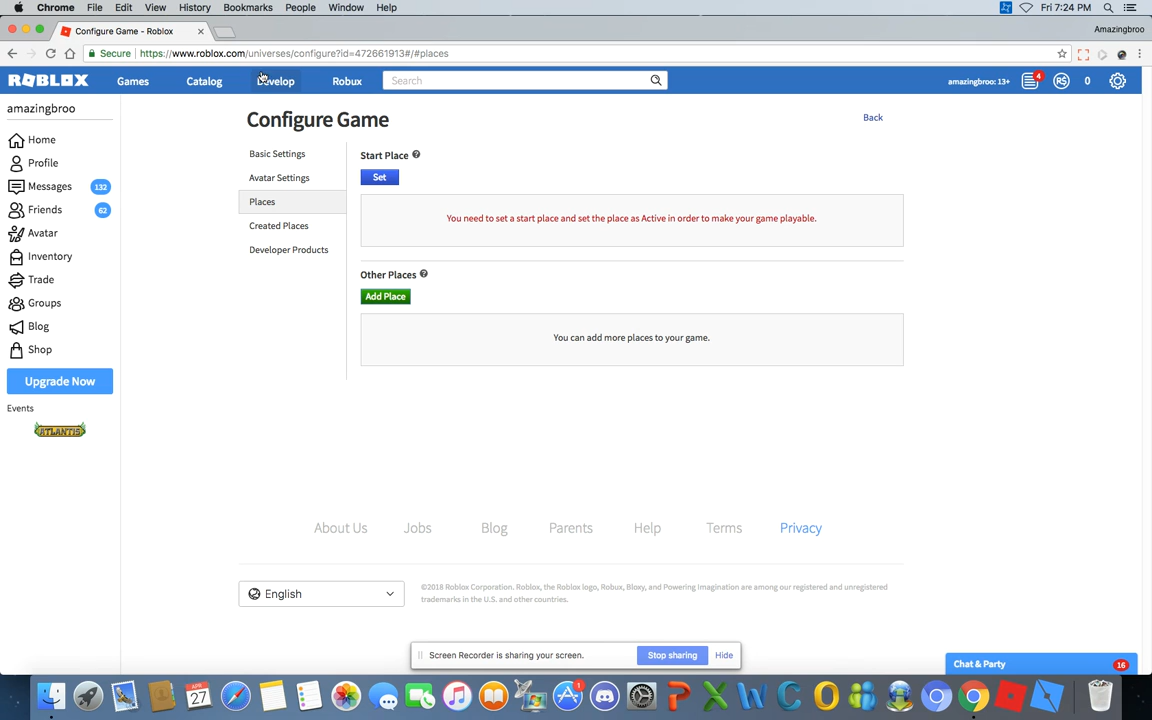 Chrome File Edit View History Bookmarks People Window Help Fri 7:24 PM
Configure Game - Roblox Amazingbroo
Secure https://www.roblox.com/universes/configure?id=472661913#/#places
ROBLOX Games Catalog Develop Robux Search amazingbroo: 13+ 4 R$ 0
amazingbroo
Home
Profile
Messages 132
Friends 62
Avatar
Inventory
Trade
Groups
Blog
Shop
Upgrade Now
Events
ATLANTIS
Configure Game
Back
Basic Settings
Avatar Settings
Places
Created Places
Developer Products
Start Place ?
Set
You need to set a start place and set the place as Active in order to make your game playable.
Other Places ?
Add Place
You can add more places to your game.
About Us Jobs Blog Parents Help Terms Privacy
English
©2018 Roblox Corporation. Roblox, the Roblox logo, Robux, Bloxy, and Powering Imagination are among our registered and unregistered
trademarks in the U.S. and other countries.
Screen Recorder is sharing your screen. Stop sharing Hide
Chat & Party 16
APR
27
1